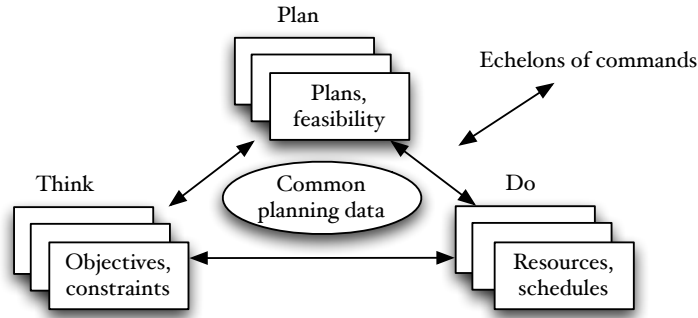 Plan
Echelons of commands
Plans,
feasibility
Think
Common
planning data
Do
Objectives,
constraints
Resources,
schedules